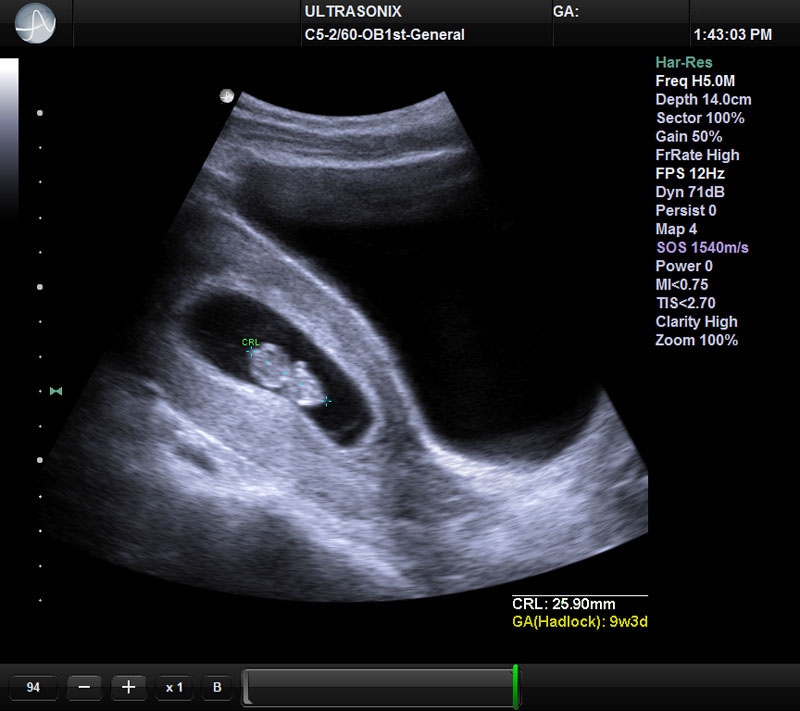 ULTRASONIX
GA:
C5-2/60-OB1st-General
1:43:03 PM
Har-Res
Freq H5.0M
Depth 14.0cm
Sector 100%
Gain 50%
FrRate High
FPS 12Hz
Dyn 71dB
Persist 0
Map 4
SOS 1540m/s
Power 0
MI<0.75
TIS<2.70
Clarity High
Zoom 100%
CRL
CRL: 25.90mm
GA(Hadlock): 9w3d
94
x 1
B